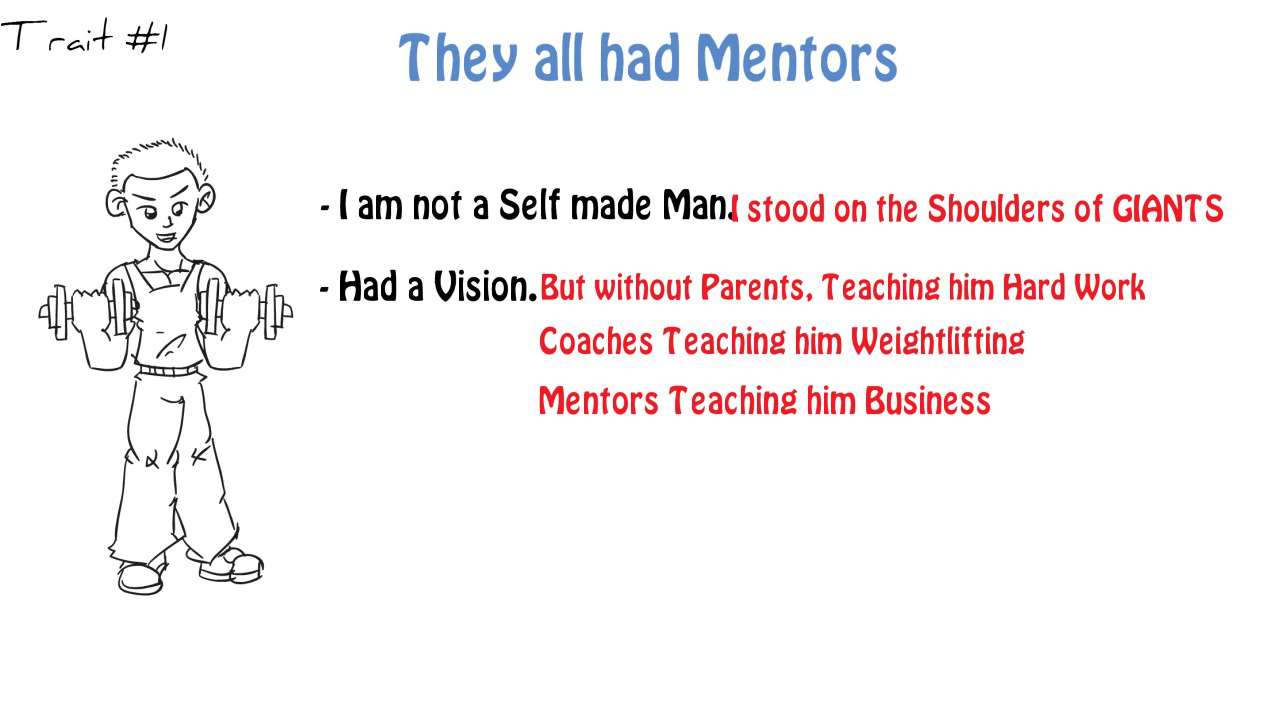 Trait #1
They all had Mentors
- I am not a Self made Man. I stood on the Shoulders of GIANTS
- Had a Vision. But without Parents, Teaching him Hard Work
Coaches Teaching him Weightlifting
Mentors Teaching him Business